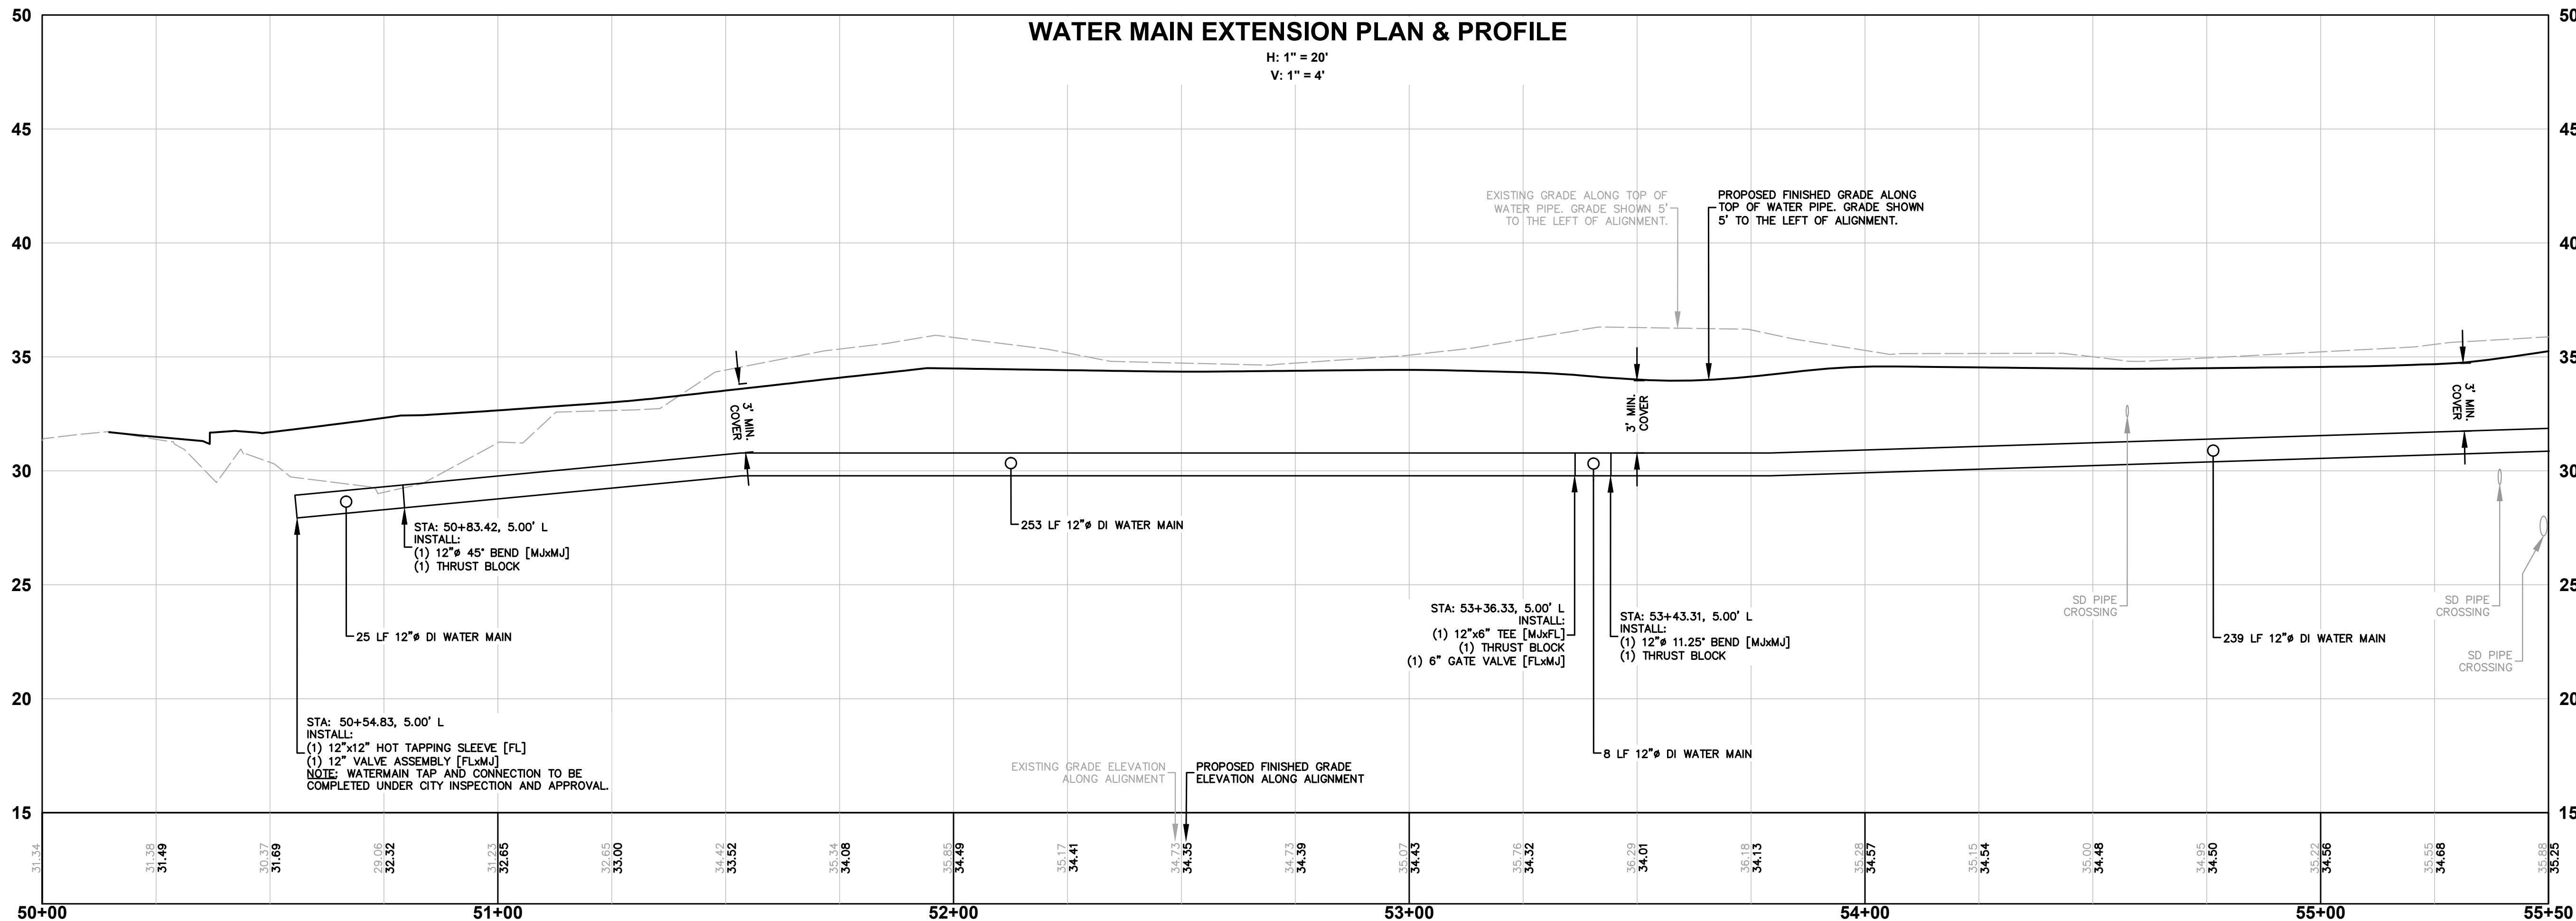 WATER MAIN EXTENSION PLAN & PROFILE
H: 1" = 20'
V: 1" = 4'
50
45
40
35
30
25
20
15
50
45
40
35
30
25
20
15
EXISTING GRADE ALONG TOP OF
WATER PIPE. GRADE SHOWN 5'
TO THE LEFT OF ALIGNMENT.
PROPOSED FINISHED GRADE ALONG
TOP OF WATER PIPE. GRADE SHOWN
5' TO THE LEFT OF ALIGNMENT.
3' MIN.
COVER
3' MIN.
COVER
3' MIN.
COVER
STA: 50+83.42, 5.00' L
INSTALL:
(1) 12"ø 45° BEND [MJxMJ]
(1) THRUST BLOCK
253 LF 12"ø DI WATER MAIN
25 LF 12"ø DI WATER MAIN
STA: 53+36.33, 5.00' L
INSTALL:
(1) 12"x6" TEE [MJxFL]
(1) THRUST BLOCK
(1) 6" GATE VALVE [FLxMJ]
STA: 53+43.31, 5.00' L
INSTALL:
(1) 12"ø 11.25° BEND [MJxMJ]
(1) THRUST BLOCK
SD PIPE
CROSSING
239 LF 12"ø DI WATER MAIN
SD PIPE
CROSSING
SD PIPE
CROSSING
STA: 50+54.83, 5.00' L
INSTALL:
(1) 12"x12" HOT TAPPING SLEEVE [FL]
(1) 12" VALVE ASSEMBLY [FLxMJ]
NOTE: WATERMAIN TAP AND CONNECTION TO BE
COMPLETED UNDER CITY INSPECTION AND APPROVAL.
8 LF 12"ø DI WATER MAIN
EXISTING GRADE ELEVATION
ALONG ALIGNMENT
PROPOSED FINISHED GRADE
ELEVATION ALONG ALIGNMENT
31.34
31.38
31.49
30.37
31.69
29.06
32.32
31.23
32.65
32.65
33.00
34.42
33.52
35.34
34.08
35.85
34.49
35.17
34.41
34.73
34.35
34.73
34.39
35.07
34.43
35.76
34.32
36.29
34.01
36.18
34.13
35.28
34.57
35.15
34.54
35.00
34.48
34.95
34.50
35.22
34.56
35.55
34.68
35.88
35.25
50+00
51+00
52+00
53+00
54+00
55+00
55+50